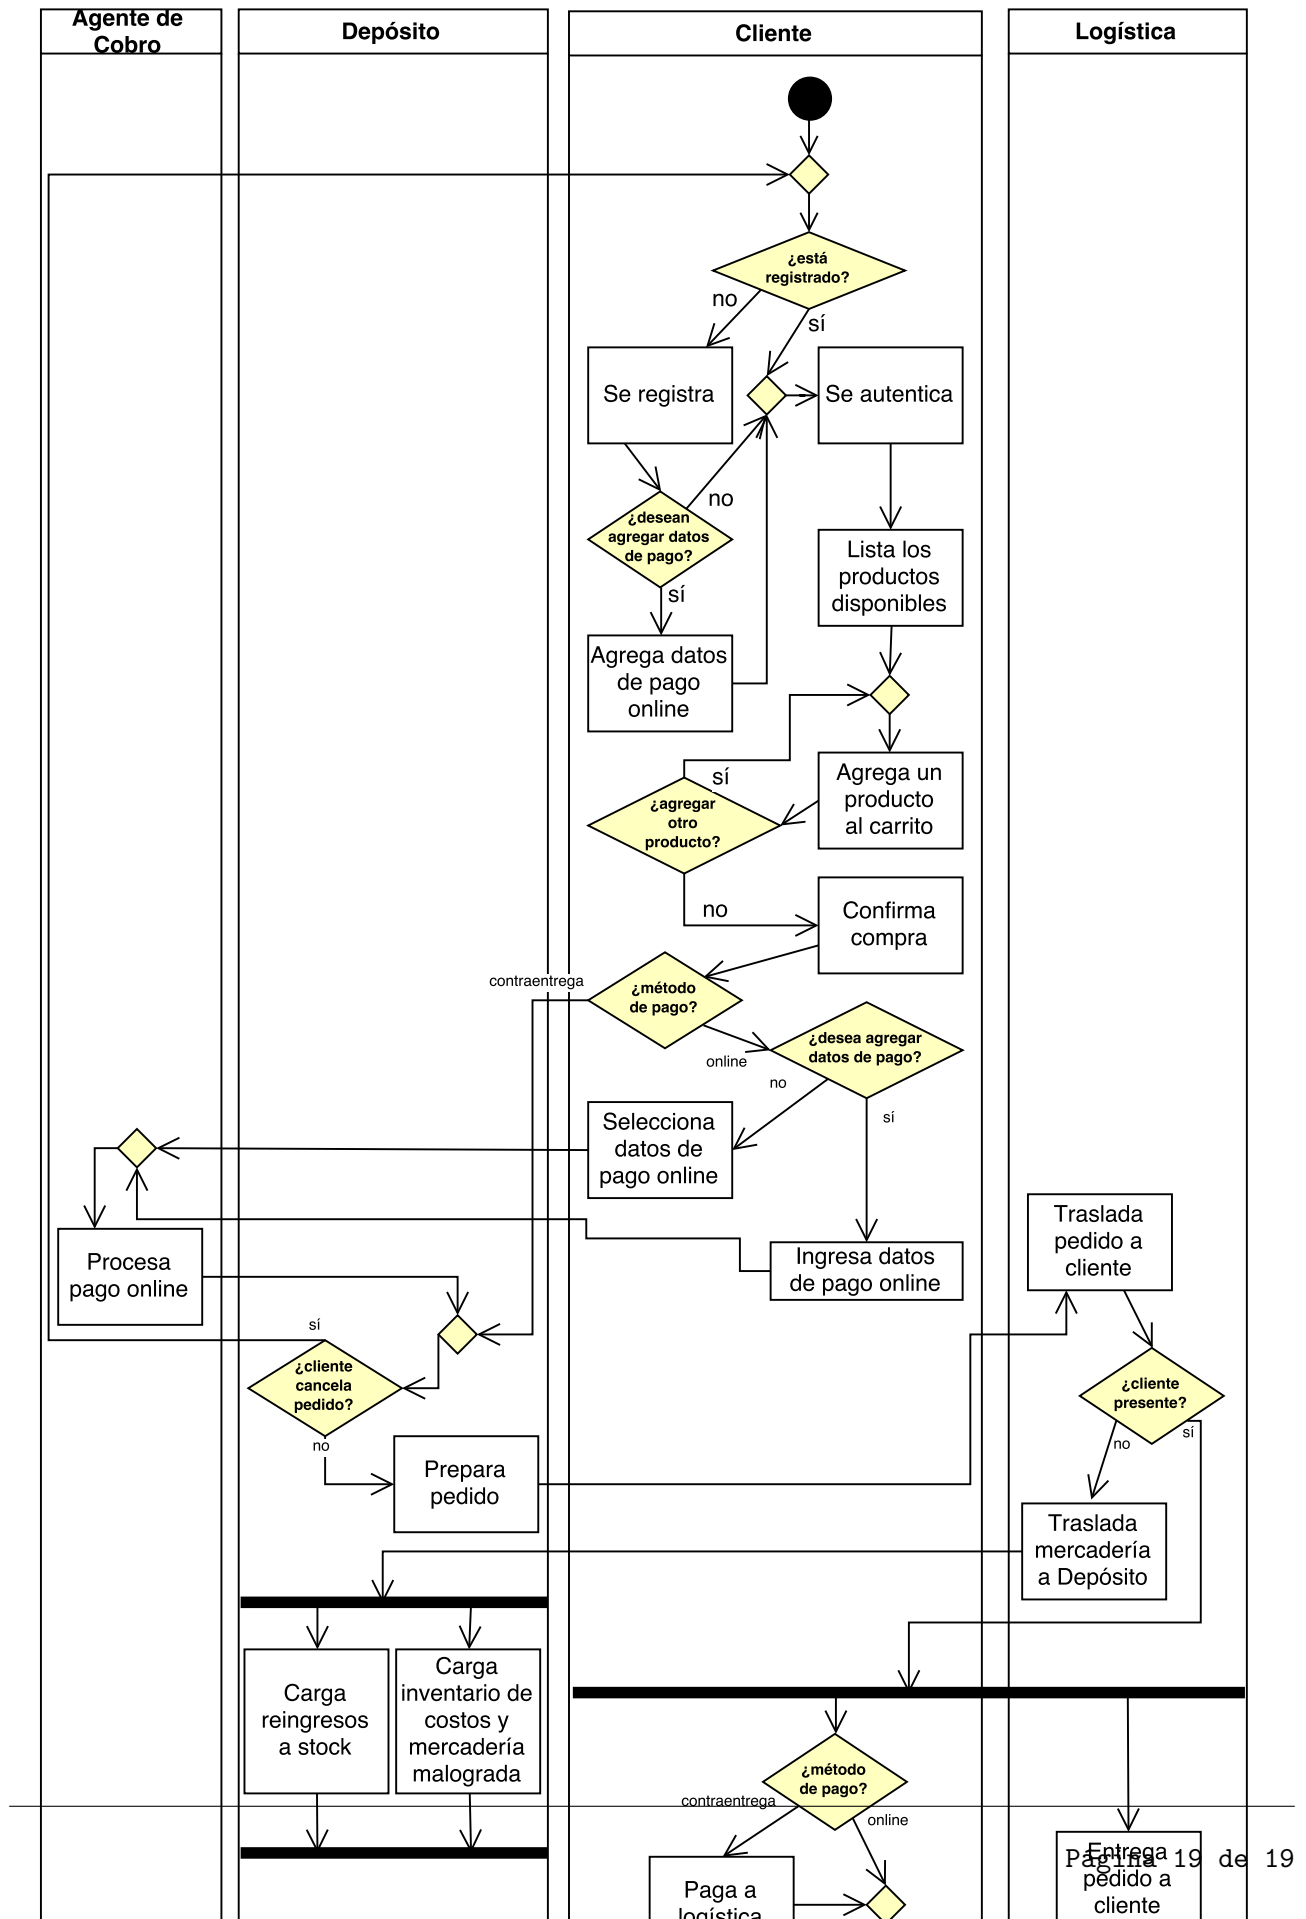 Agente de
Cobro
Depósito
Cliente
Logística
¿está
registrado?
no
sí
Se registra
Se autentica
¿desean
agregar datos
de pago?
no
sí
Lista los
productos
disponibles
Agrega datos
de pago
online
sí
Agrega un
producto
al carrito
¿agregar
otro
producto?
no
Confirma
compra
contraentrega
¿método
de pago?
online
¿desea agregar
datos de pago?
no
sí
Selecciona
datos de
pago online
Ingresa datos
de pago online
Procesa
pago online
Traslada
pedido a
cliente
sí
¿cliente
cancela
pedido?
no
¿cliente
presente?
no
sí
Prepara
pedido
Traslada
mercadería
a Depósito
Carga
reingresos
a stock
Carga
inventario de
costos y
mercadería
malograda
¿método
de pago?
contraentrega
online
Entrega
pedido a
cliente
Página 19 de 19
Paga a
logística